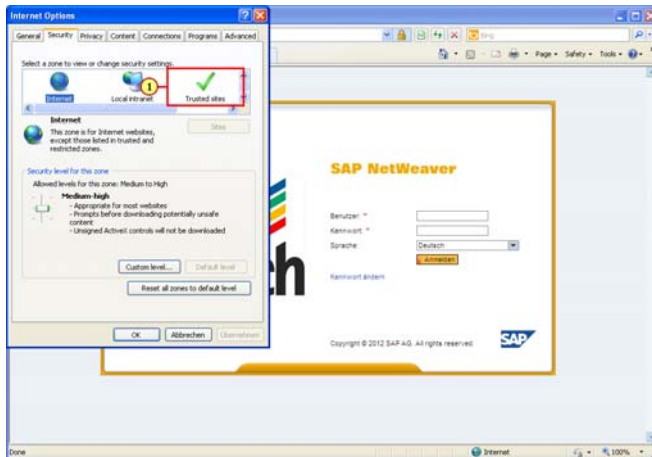 Internet Options
General Security Privacy Content Connections Programs Advanced
Select a zone to view or change security settings.
1
Internet Local intranet Trusted sites
Internet
Sites
This zone is for Internet websites,
except those listed in trusted and
restricted zones.
Security level for this zone
Allowed levels for this zone: Medium to High
Medium-high
- Appropriate for most websites
- Prompts before downloading potentially unsafe
content
- Unsigned ActiveX controls will not be downloaded
Custom level... Default level
Reset all zones to default level
OK Abbrechen Übernehmen
Bing
Page Safety Tools
SAP NetWeaver
Benutzer *
Kennwort *
Sprache Deutsch
Anmelden
Kennwort ändern
Copyright © 2012 SAP AG. All rights reserved.
SAP
ch
Done Internet 100%